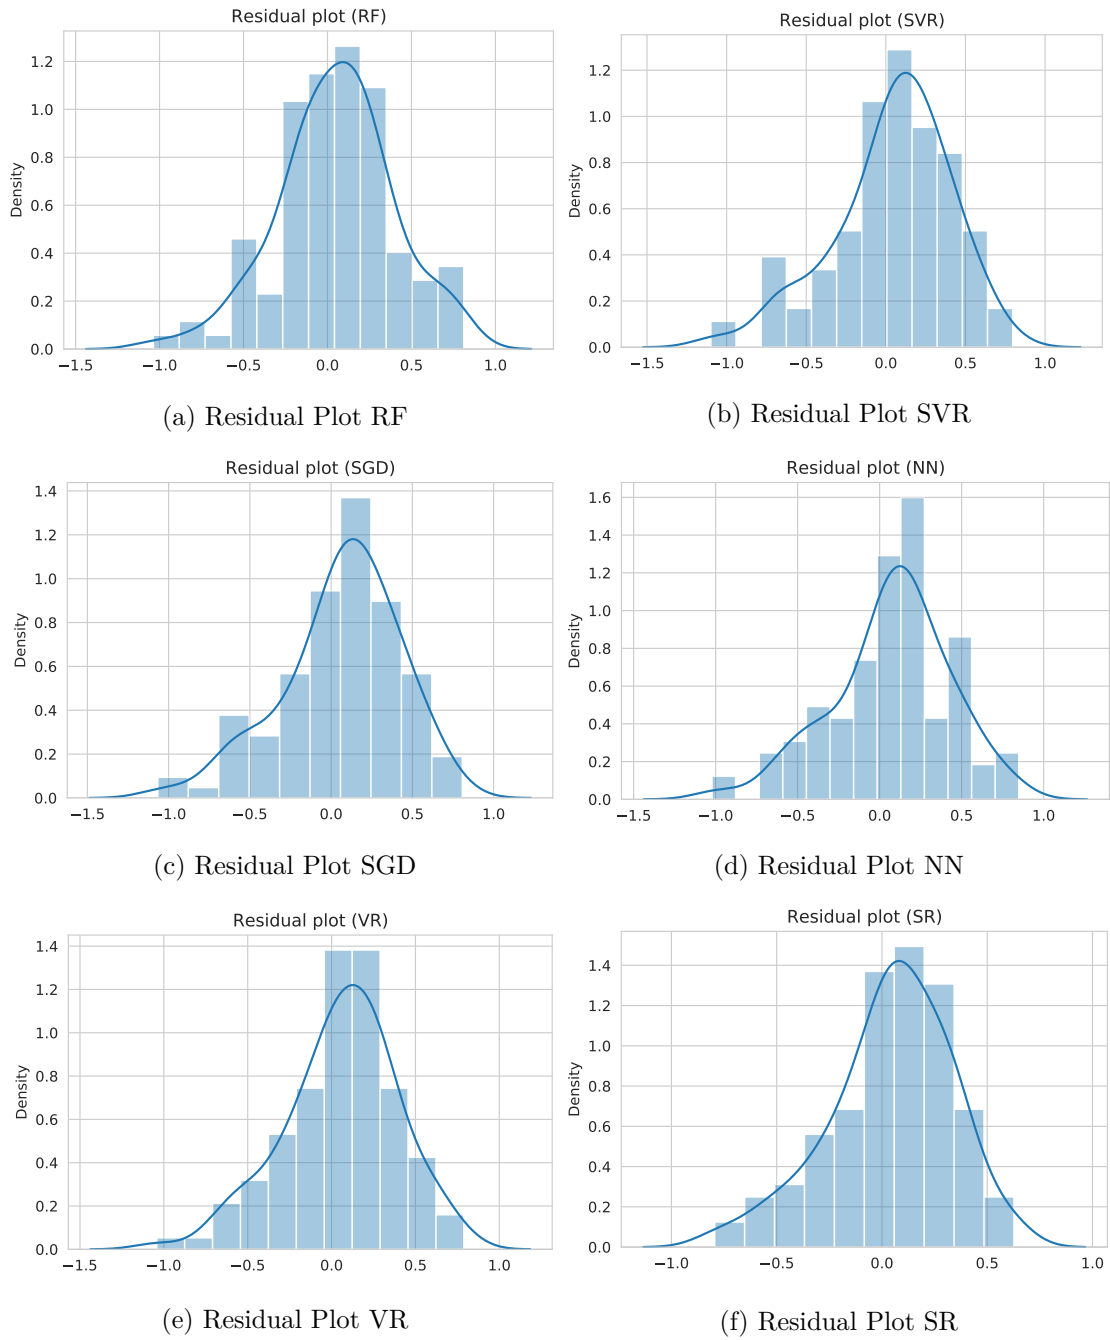 Residual plot (RF)
Density
0.0
0.2
0.4
0.6
0.8
1.0
1.2
−1.5 −1.0 −0.5 0.0 0.5 1.0
(a) Residual Plot RF
Residual plot (SVR)
Density
0.0
0.2
0.4
0.6
0.8
1.0
1.2
−1.5 −1.0 −0.5 0.0 0.5 1.0
(b) Residual Plot SVR
Residual plot (SGD)
Density
0.0
0.2
0.4
0.6
0.8
1.0
1.2
1.4
−1.5 −1.0 −0.5 0.0 0.5 1.0
(c) Residual Plot SGD
Residual plot (NN)
Density
0.0
0.2
0.4
0.6
0.8
1.0
1.2
1.4
1.6
−1.5 −1.0 −0.5 0.0 0.5 1.0
(d) Residual Plot NN
Residual plot (VR)
Density
0.0
0.2
0.4
0.6
0.8
1.0
1.2
1.4
−1.5 −1.0 −0.5 0.0 0.5 1.0
(e) Residual Plot VR
Residual plot (SR)
Density
0.0
0.2
0.4
0.6
0.8
1.0
1.2
1.4
−1.0 −0.5 0.0 0.5 1.0
(f) Residual Plot SR